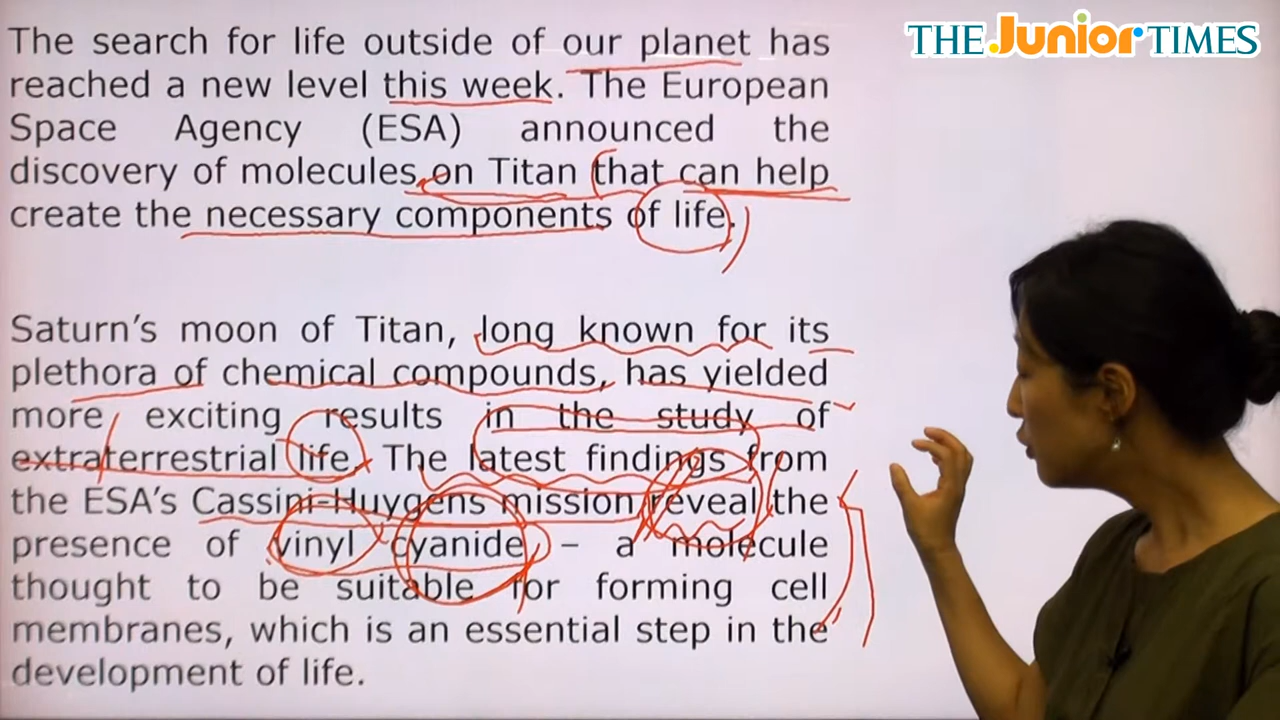 THE Junior TIMES
The search for life outside of our planet has
reached a new level this week. The European
Space Agency (ESA) announced the
discovery of molecules on Titan that can help
create the necessary components of life.
Saturn's moon of Titan, long known for its
plethora of chemical compounds, has yielded
more exciting results in the study of
extraterrestrial life. The latest findings from
the ESA's Cassini-Huygens mission reveal the
presence of vinyl cyanide – a molecule
thought to be suitable for forming cell
membranes, which is an essential step in the
development of life.